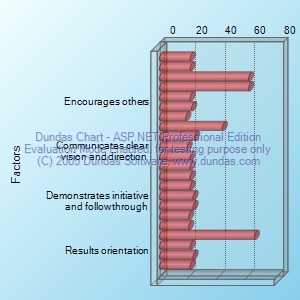 0 20 40 60 80
Encourages others
Dundas Chart - ASP.NET Professional Edition
Evaluation Mode Enabled, for testing purpose only
(C) 2005 Dundas Software, www.dundas.com
Communicates clear
vision and direction
Demonstrates initiative
and followthrough
Results orientation
Factors